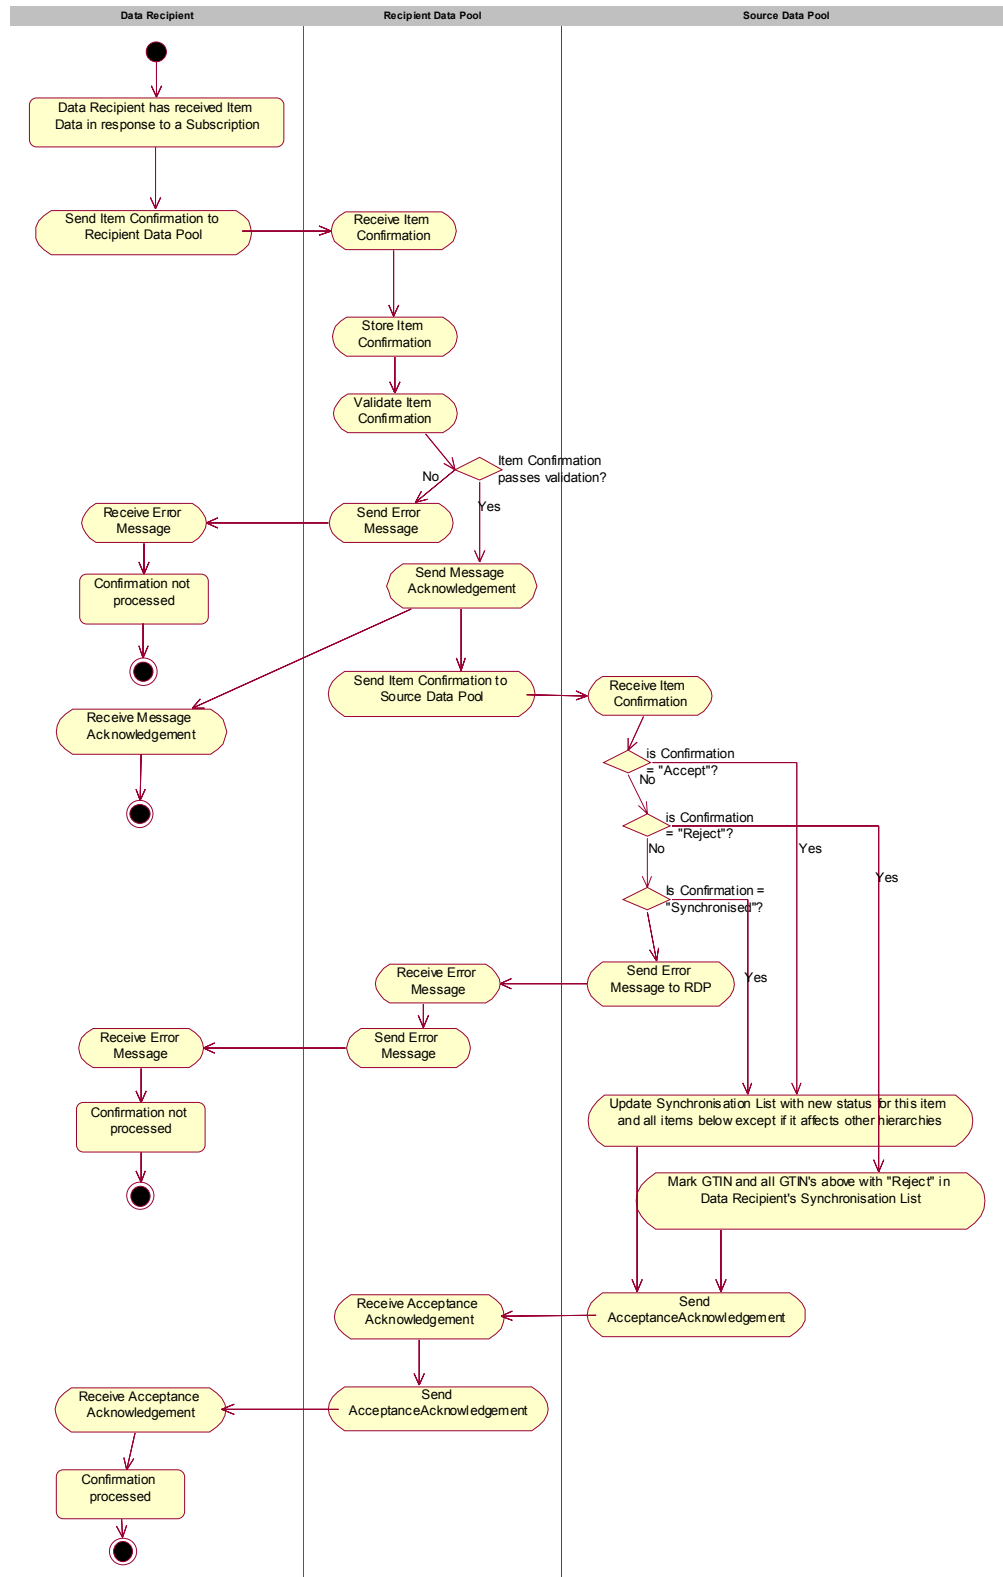 Data Recipient
Recipient Data Pool
Source Data Pool
Data Recipient has received Item
Data in response to a Subscription
Send Item Confirmation to
Recipient Data Pool
Receive Item
Confirmation
Store Item
Confirmation
Validate Item
Confirmation
Item Confirmation
passes validation?
No
Yes
Send Error
Message
Receive Error
Message
Confirmation not
processed
Send Message
Acknowledgement
Send Item Confirmation to
Source Data Pool
Receive Item
Confirmation
Receive Message
Acknowledgement
is Confirmation
= "Accept"?
No
is Confirmation
= "Reject"?
No
Yes
Yes
Is Confirmation =
"Synchronised"?
Yes
Send Error
Message to RDP
Receive Error
Message
Send Error
Message
Receive Error
Message
Confirmation not
processed
Update Synchronisation List with new status for this item
and all items below except if it affects other hierarchies
Mark GTIN and all GTIN's above with "Reject" in
Data Recipient's Synchronisation List
Send
AcceptanceAcknowledgement
Receive Acceptance
Acknowledgement
Send
AcceptanceAcknowledgement
Receive Acceptance
Acknowledgement
Confirmation
processed